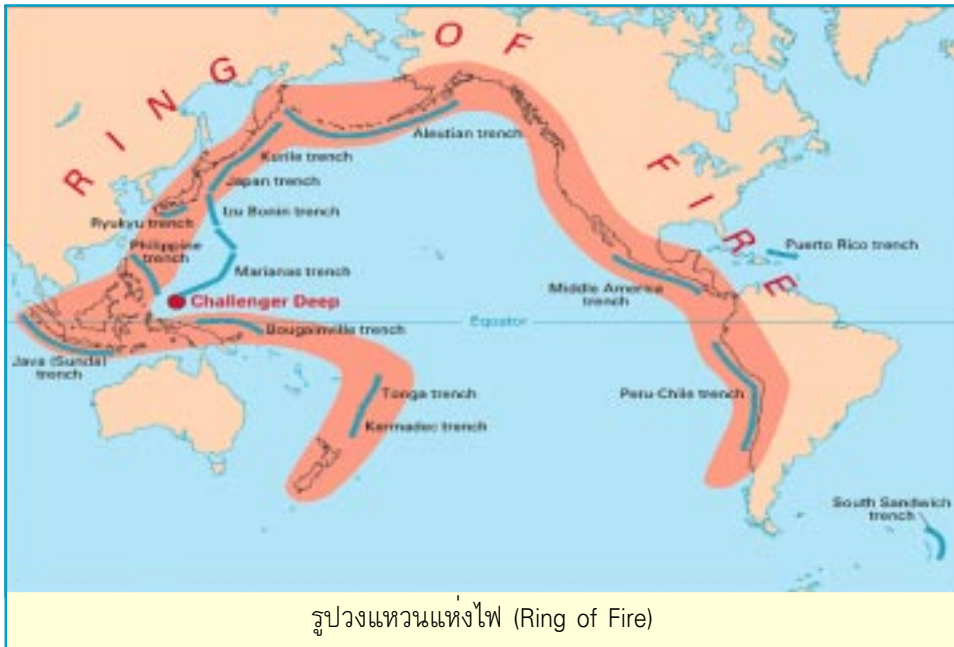 RING OF FIRE
Aleutian trench
Kurile trench
Japan trench
Izu Bonin trench
Ryukyu trench
Philippine
trench
Marianas trench
Challenger Deep
Bougainville trench
Equator
Java (Sunda)
trench
Tonga trench
Kermadec trench
Puerto Rico trench
Middle America
trench
Peru-Chile trench
South Sandwich
trench
รูปวงแหวนแห่งไฟ (Ring of Fire)